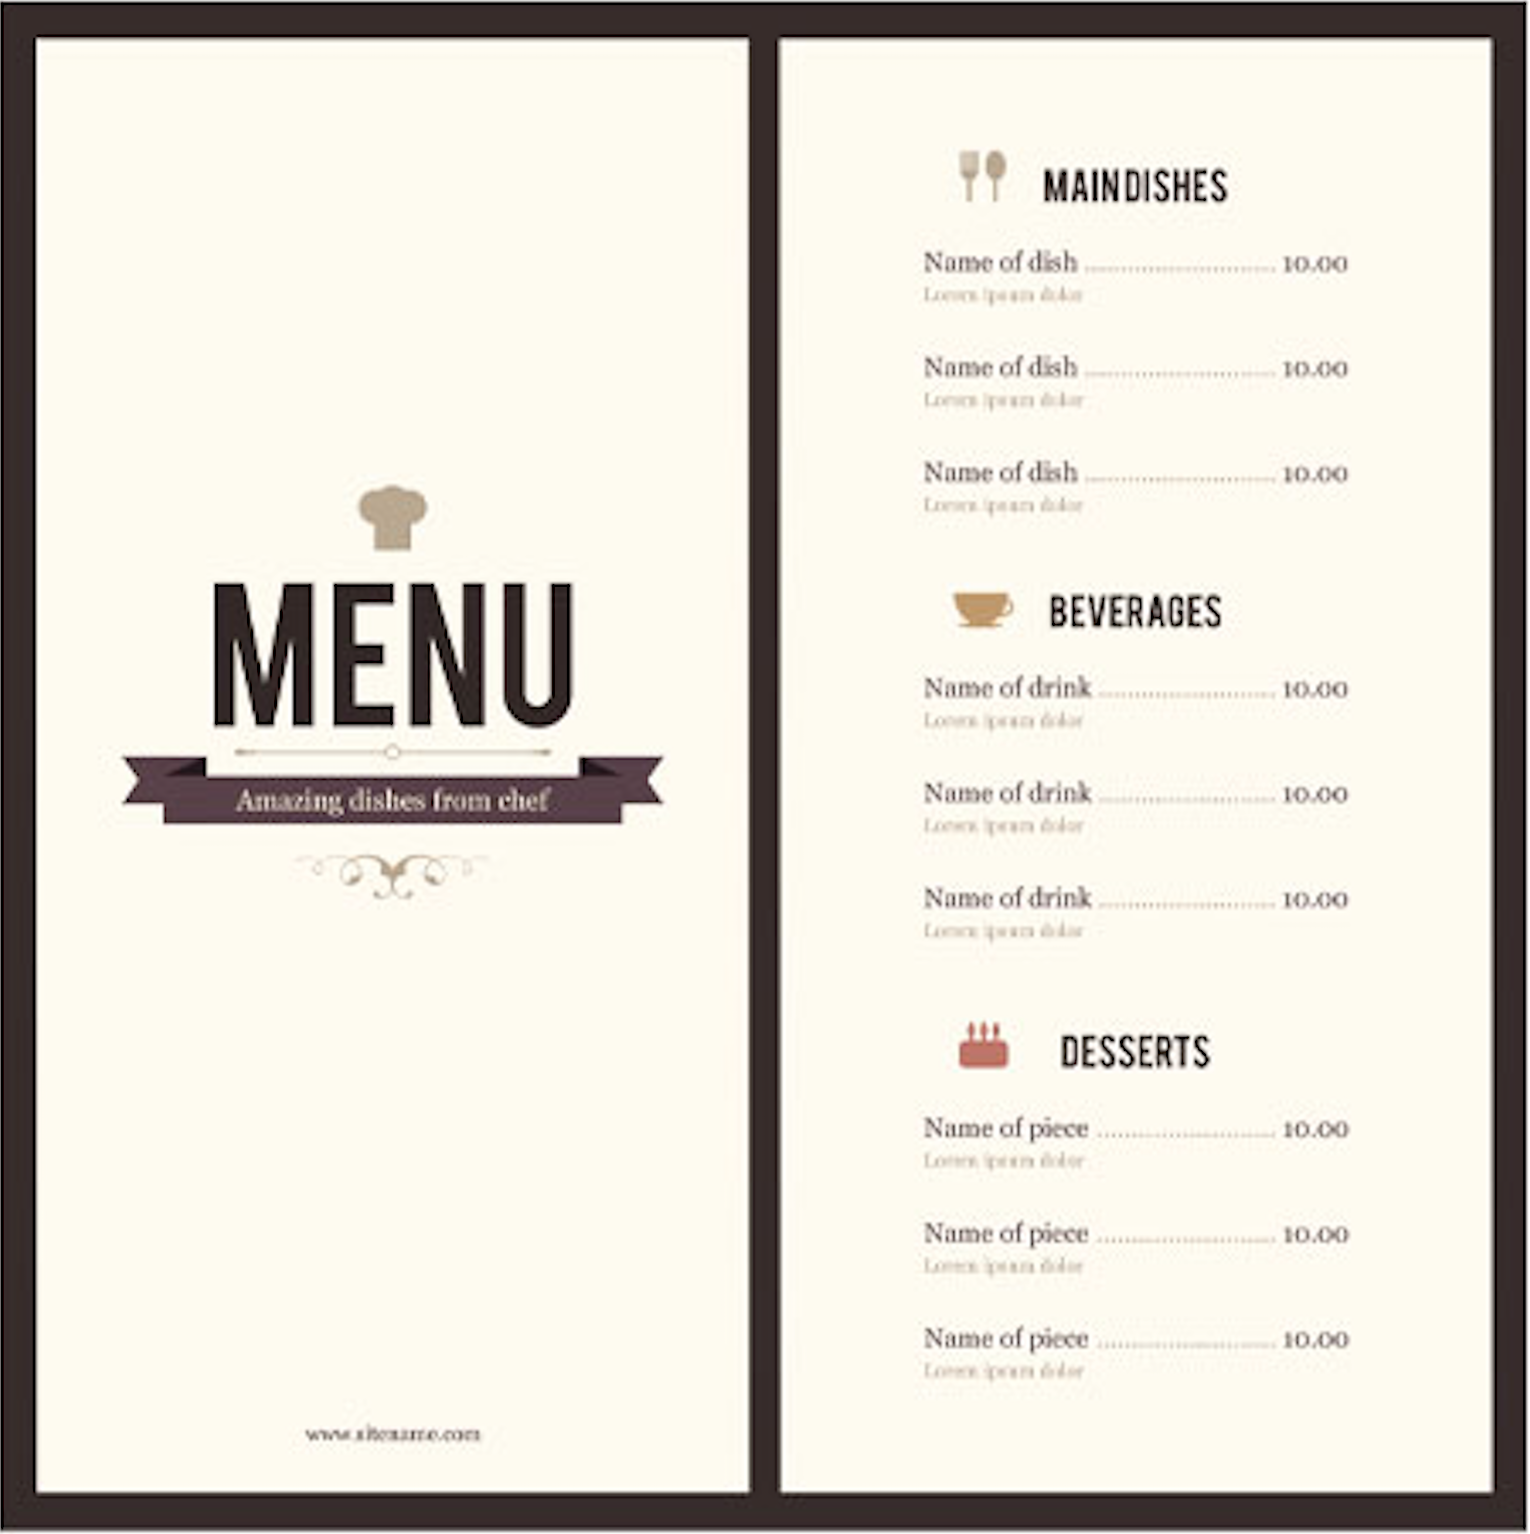 MENU
Amazing dishes from chef
www.sitename.com
MAIN DISHES
Name of dish ........................ 10.00
Lorem ipsum dolor
Name of dish ........................ 10.00
Lorem ipsum dolor
Name of dish ........................ 10.00
Lorem ipsum dolor
BEVERAGES
Name of drink ........................ 10.00
Lorem ipsum dolor
Name of drink ........................ 10.00
Lorem ipsum dolor
Name of drink ........................ 10.00
Lorem ipsum dolor
DESSERTS
Name of piece ........................ 10.00
Lorem ipsum dolor
Name of piece ........................ 10.00
Lorem ipsum dolor
Name of piece ........................ 10.00
Lorem ipsum dolor